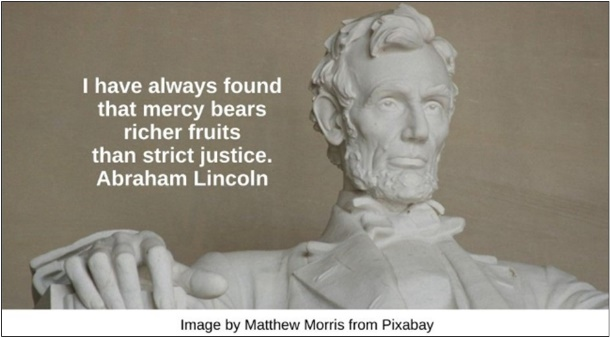 I have always found
that mercy bears
richer fruits
than strict justice.
Abraham Lincoln
Image by Matthew Morris from Pixabay